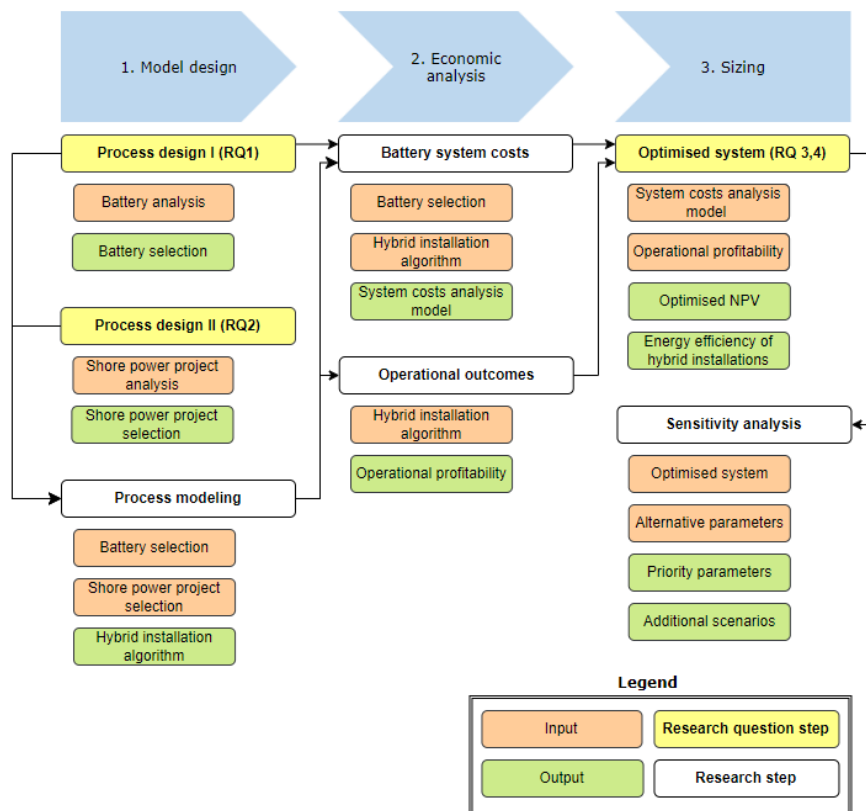 1. Model design
2. Economic
analysis
3. Sizing
Process design I (RQ1)
Battery analysis
Battery selection
Process design II (RQ2)
Shore power project
analysis
Shore power project
selection
Process modeling
Battery selection
Shore power project
selection
Hybrid installation
algorithm
Battery system costs
Battery selection
Hybrid installation
algorithm
System costs analysis
model
Operational outcomes
Hybrid installation
algorithm
Operational profitability
Optimised system (RQ 3,4)
System costs analysis
model
Operational profitability
Optimised NPV
Energy efficiency of
hybrid installations
Sensitivity analysis
Optimised system
Alternative parameters
Priority parameters
Additional scenarios
Legend
Input
Research question step
Output
Research step